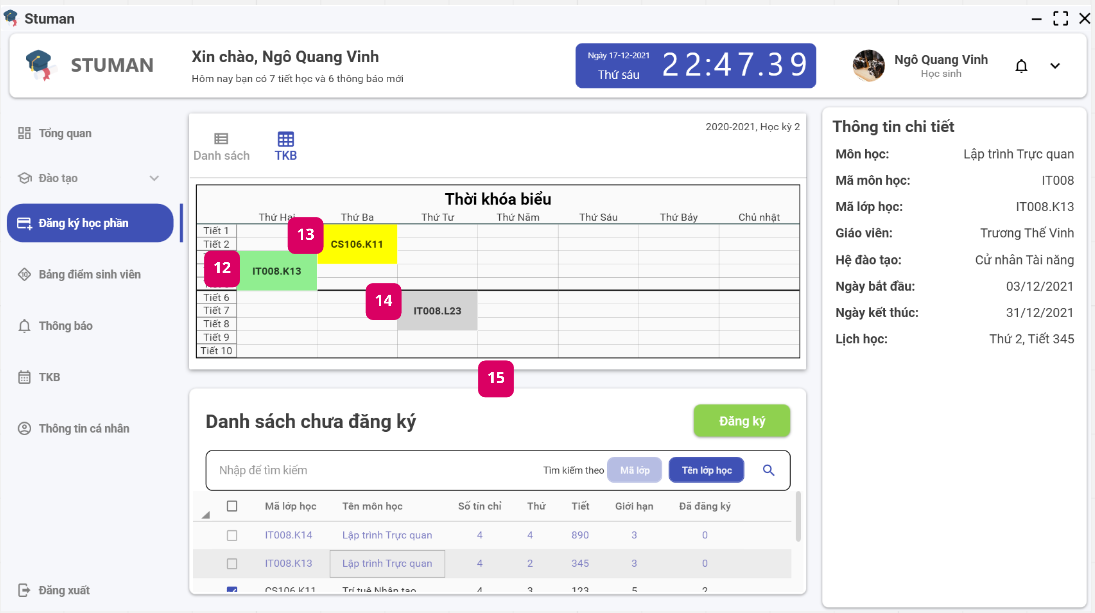 Stuman
STUMAN
Xin chào, Ngô Quang Vinh
Hôm nay bạn có 7 tiết học và 6 thông báo mới
Ngày 17-12-2021
Thứ sáu
22:47.39
Ngô Quang Vinh
Học sinh
Tổng quan
Đào tạo
Đăng ký học phần
Bảng điểm sinh viên
Thông báo
TKB
Thông tin cá nhân
Đăng xuất
Danh sách
TKB
2020-2021, Học kỳ 2
Thời khóa biểu
Thứ Hai Thứ Ba Thứ Tư Thứ Năm Thứ Sáu Thứ Bảy Chủ nhật
Tiết 1
Tiết 2
13
CS106.K11
12
IT008.K13
Tiết 6
14
Tiết 7
IT008.L23
Tiết 8
Tiết 9
Tiết 10
15
Danh sách chưa đăng ký
Đăng ký
Nhập để tìm kiếm
Tìm kiếm theo
Mã lớp
Tên lớp học
Mã lớp học Tên môn học Số tín chỉ Thứ Tiết Giới hạn Đã đăng ký
IT008.K14 Lập trình Trực quan 4 4 890 3 0
IT008.K13 Lập trình Trực quan 4 2 345 3 0
CS106.K11 Trí tuệ Nhân tạo 4 3 123 5 2
Thông tin chi tiết
Môn học: Lập trình Trực quan
Mã môn học: IT008
Mã lớp học: IT008.K13
Giáo viên: Trương Thế Vinh
Hệ đào tạo: Cử nhân Tài năng
Ngày bắt đầu: 03/12/2021
Ngày kết thúc: 31/12/2021
Lịch học: Thứ 2, Tiết 345